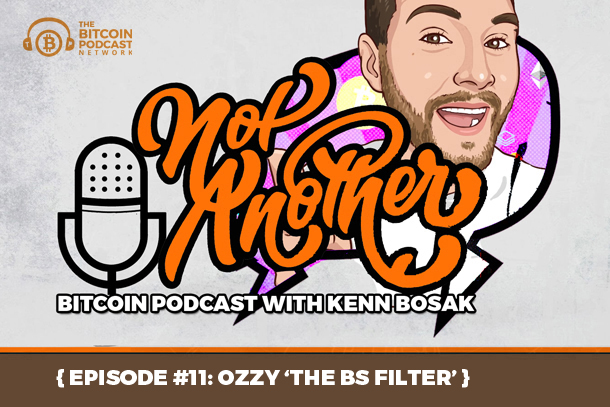 THE
BITCOIN
PODCAST
NETWORK
Not
Another
BITCOIN PODCAST WITH KENN BOSAK
{ EPISODE #11: OZZY ‘THE BS FILTER’ }